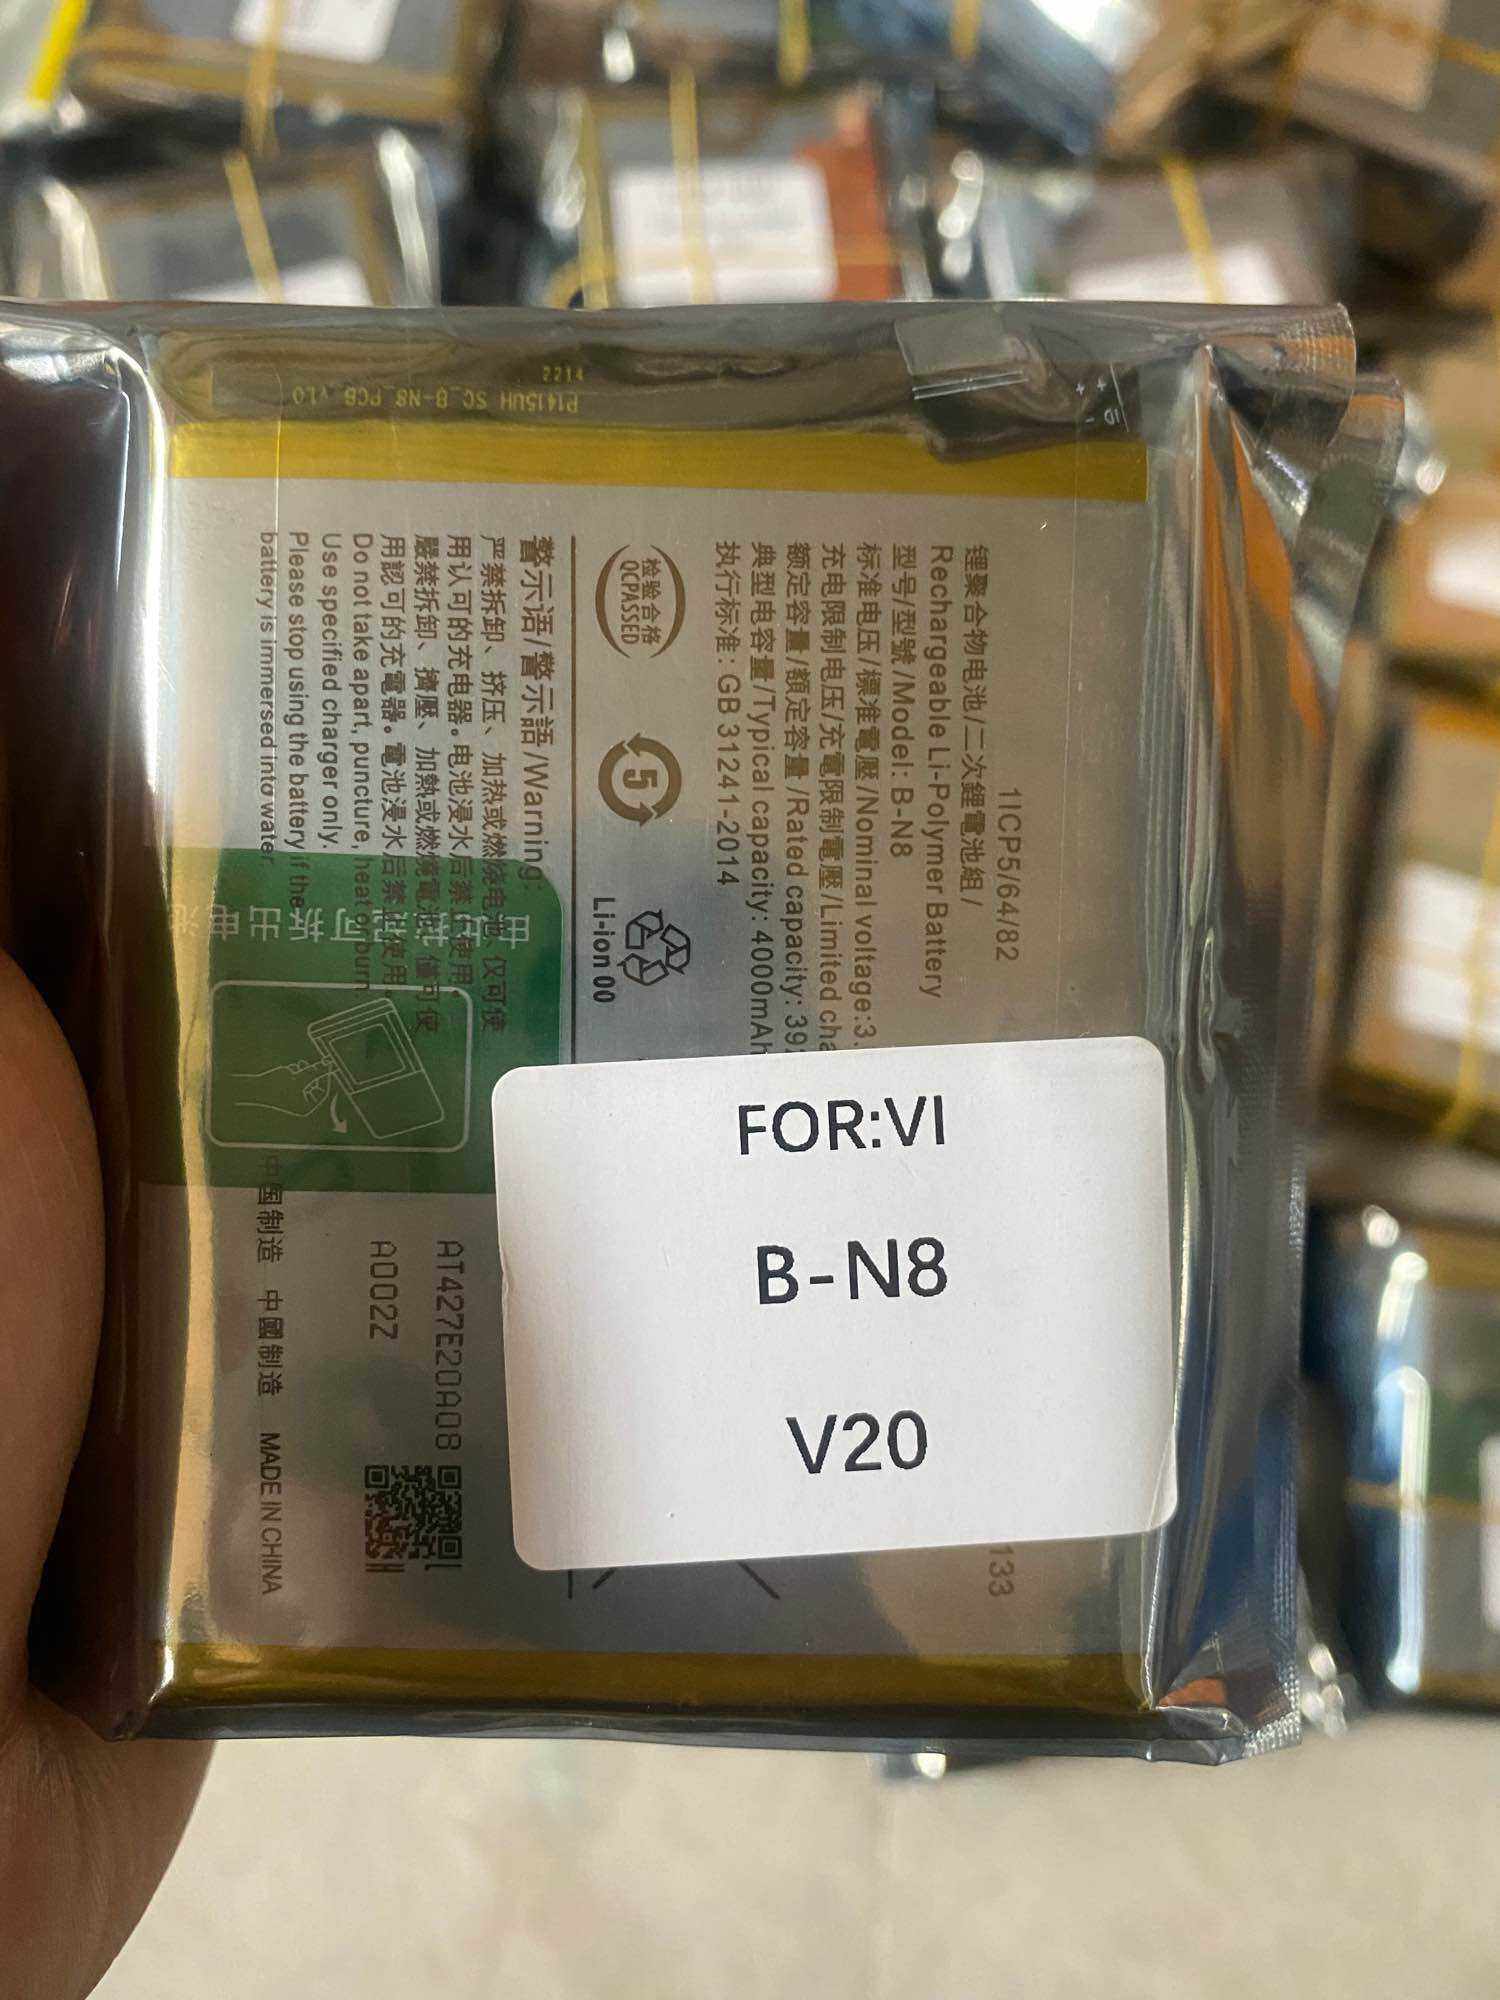 FOR:VI
B-N8
V20
1ICP5/64/82
133
锂聚合物电池/二次鋰電池組/
Rechargeable Li-Polymer Battery
型号/型號/Model: B-N8
标准电压/標准電壓/Nominal voltage:3.
充电限制电压/充電限制電壓/Limited cha
额定容量/額定容量/Rated capacity: 39
典型电容量/Typical capacity: 4000mAh
执行标准: GB 31241-2014
检验合格
QCPASSED
5
Li-ion 00
警示语/警示語/Warning:
严禁拆卸、挤压、加热或燃烧电池,仅可使
用认可的充电器。电池浸水后禁止使用。
嚴禁拆卸、擠壓、加熱或燃燒電池,僅可使
用認可的充電器。電池浸水后禁止使用
Do not take apart, puncture, heat or burn.
Use specified charger only.
Please stop using the battery if the
battery is immersed into water.
可拆出电池
AT427E20A08
A002Z
中国制造 中國制造 MADE IN CHINA
2214
P1415UH SC_B-N8_PCB_V1.0